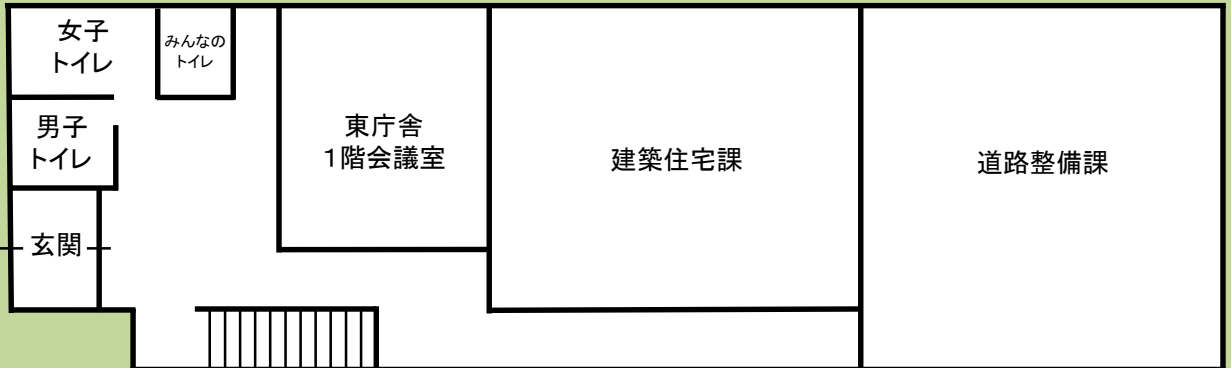 女子
トイレ
みんなの
トイレ
男子
トイレ
東庁舎
１階会議室
建築住宅課
道路整備課
玄関